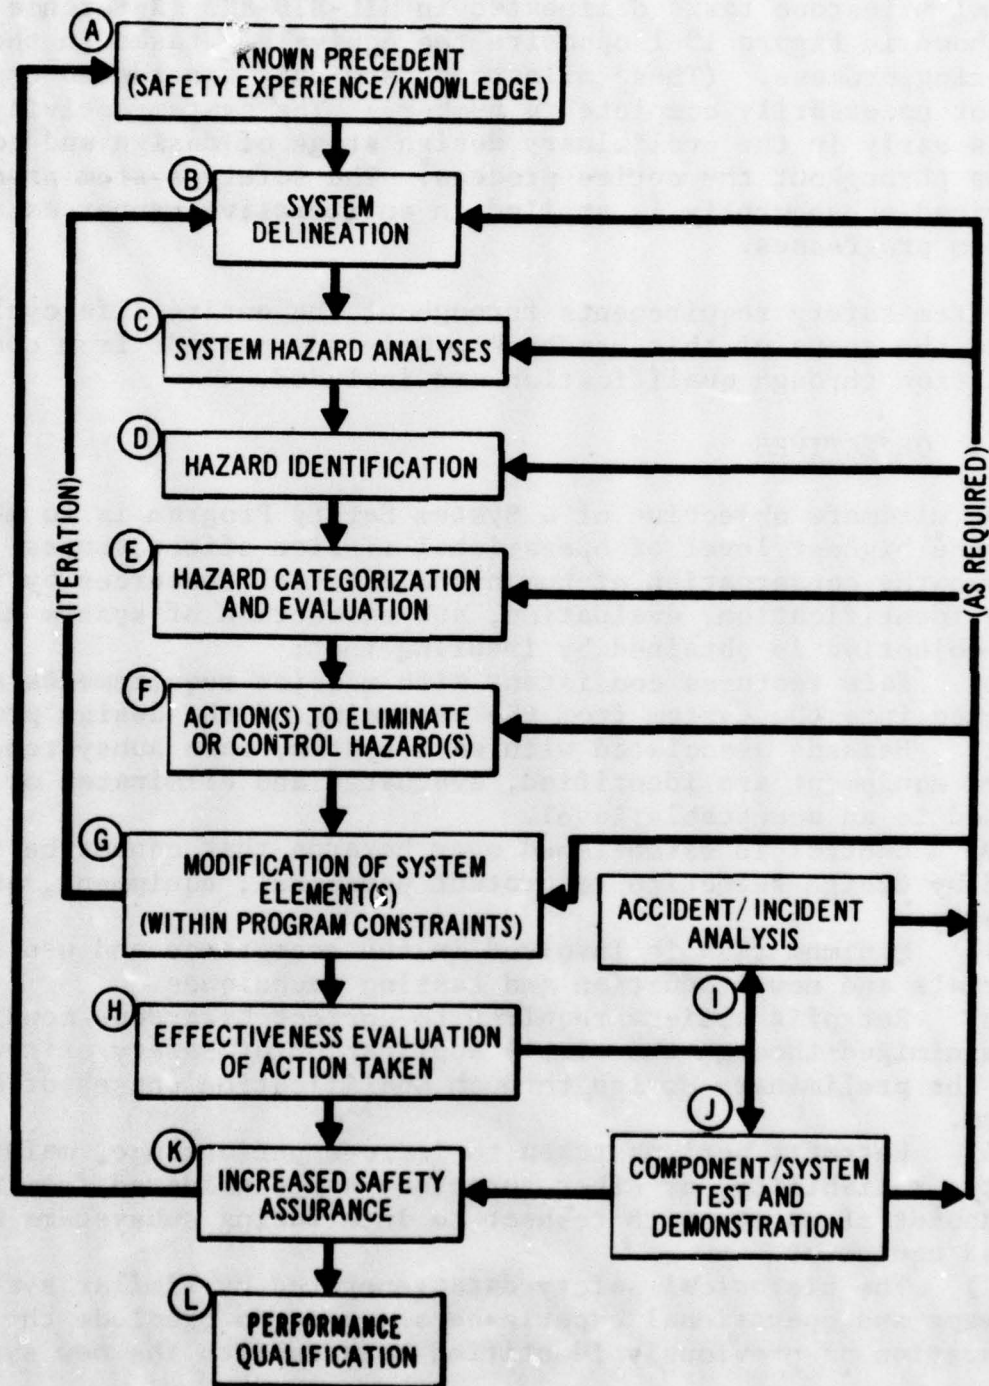 A
KNOWN PRECEDENT
(SAFETY EXPERIENCE/KNOWLEDGE)
B
SYSTEM
DELINEATION
C
SYSTEM HAZARD ANALYSES
D
HAZARD IDENTIFICATION
E
HAZARD CATEGORIZATION
AND EVALUATION
F
ACTION(S) TO ELIMINATE
OR CONTROL HAZARD(S)
G
MODIFICATION OF SYSTEM
ELEMENT(S)
(WITHIN PROGRAM CONSTRAINTS)
H
EFFECTIVENESS EVALUATION
OF ACTION TAKEN
I
ACCIDENT/INCIDENT
ANALYSIS
J
COMPONENT/SYSTEM
TEST AND
DEMONSTRATION
K
INCREASED SAFETY
ASSURANCE
L
PERFORMANCE
QUALIFICATION
(ITERATION)
(AS REQUIRED)